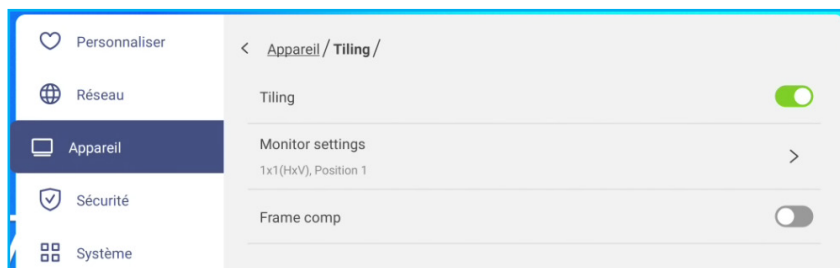 Personnaliser
Réseau
Appareil
Sécurité
Système
Appareil / Tiling /
Tiling
Monitor settings
1x1(HxV), Position 1
Frame comp